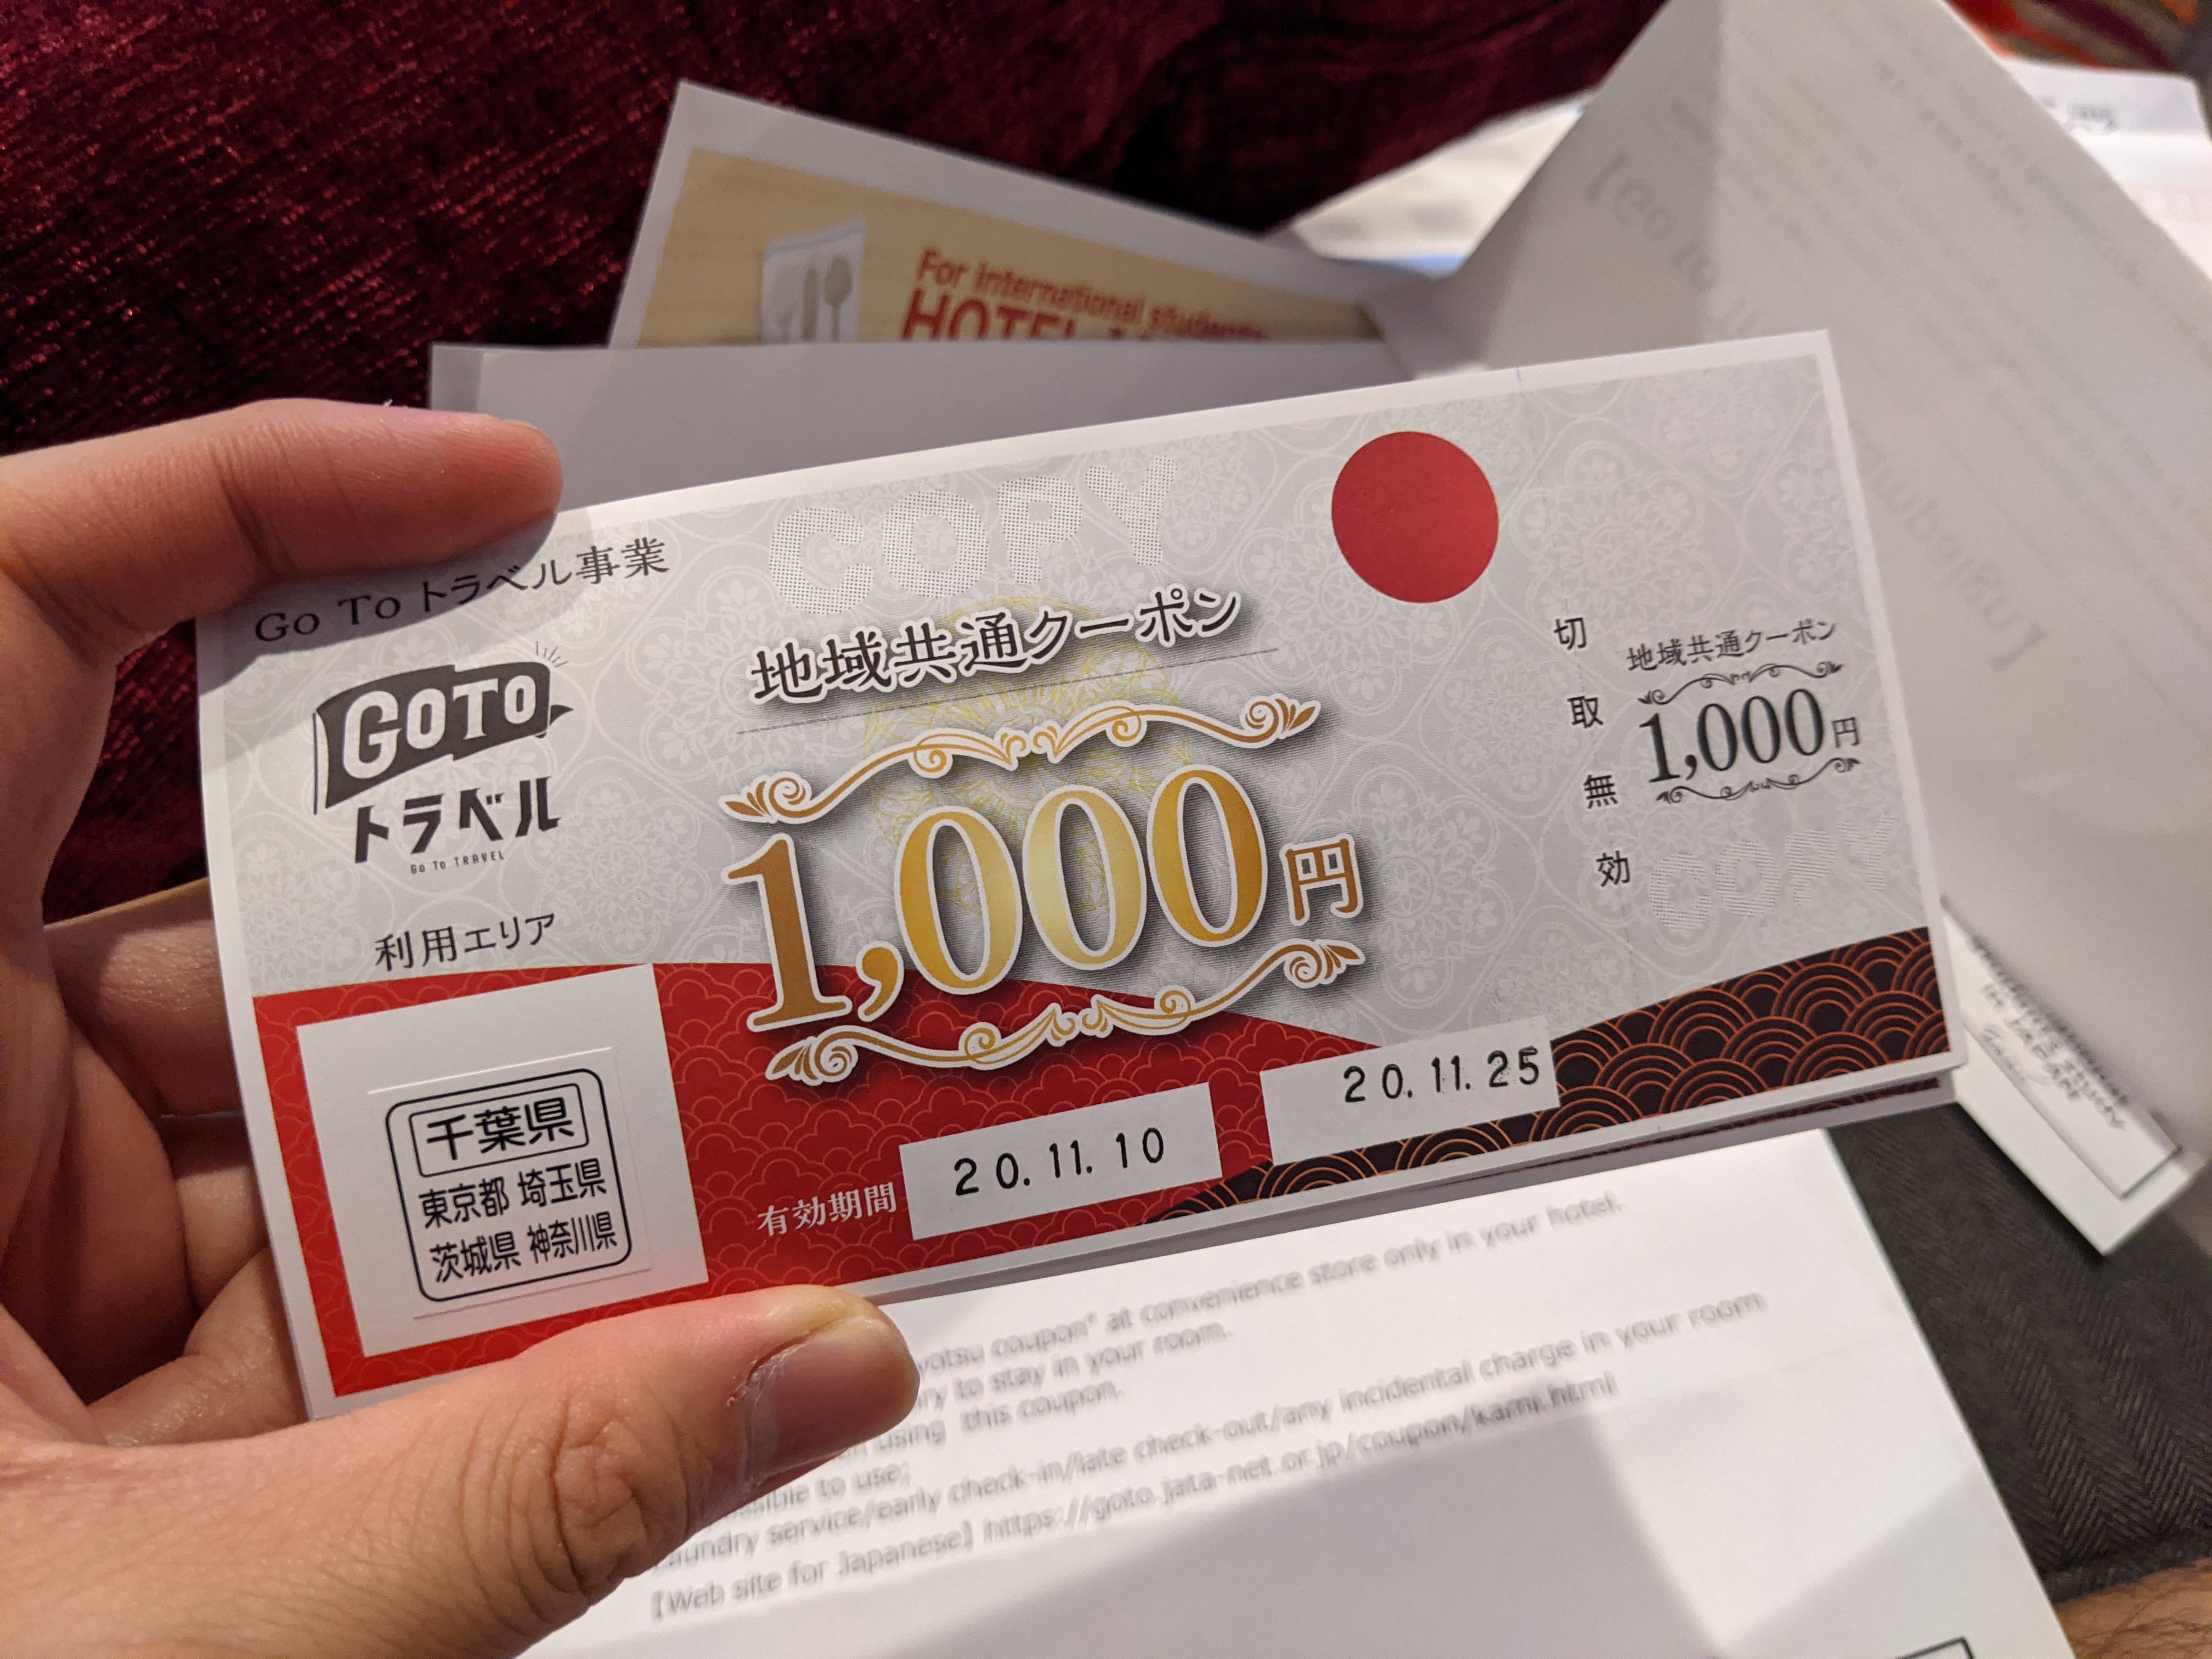 For international students
HOTEL
COPY
Go To トラベル事業
地域共通クーポン
GOTO
トラベル
Go To TRAVEL
1,000円
利用エリア
千葉県
東京都 埼玉県
茨城県 神奈川県
有効期間
20.11.10
20.11.25
切取無効
地域共通クーポン
1,000円
COPY
coupon" at convenience store only in your hotel.
to stay in your room.
using this coupon.
to use;
service/early check-in/late check-out/any incidental charge in your room
[Web site for Japanese] https://goto.jata-net.or.jp/coupon/kami.html